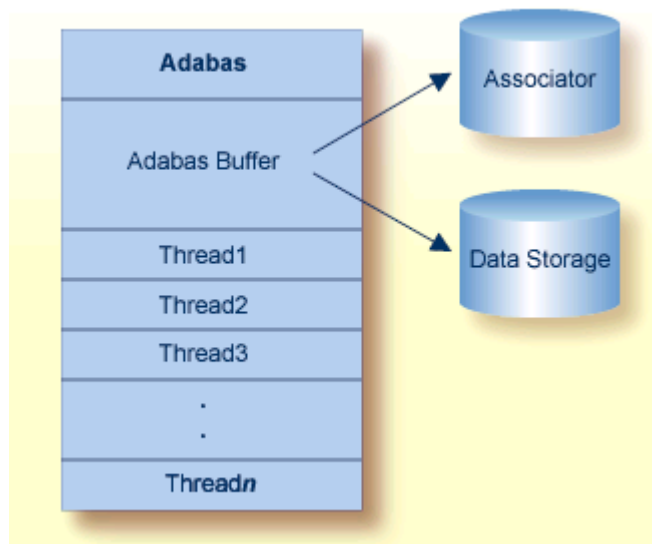 Adabas
Adabas Buffer
Thread1
Thread2
Thread3
.
.
Threadn
Associator
Data Storage